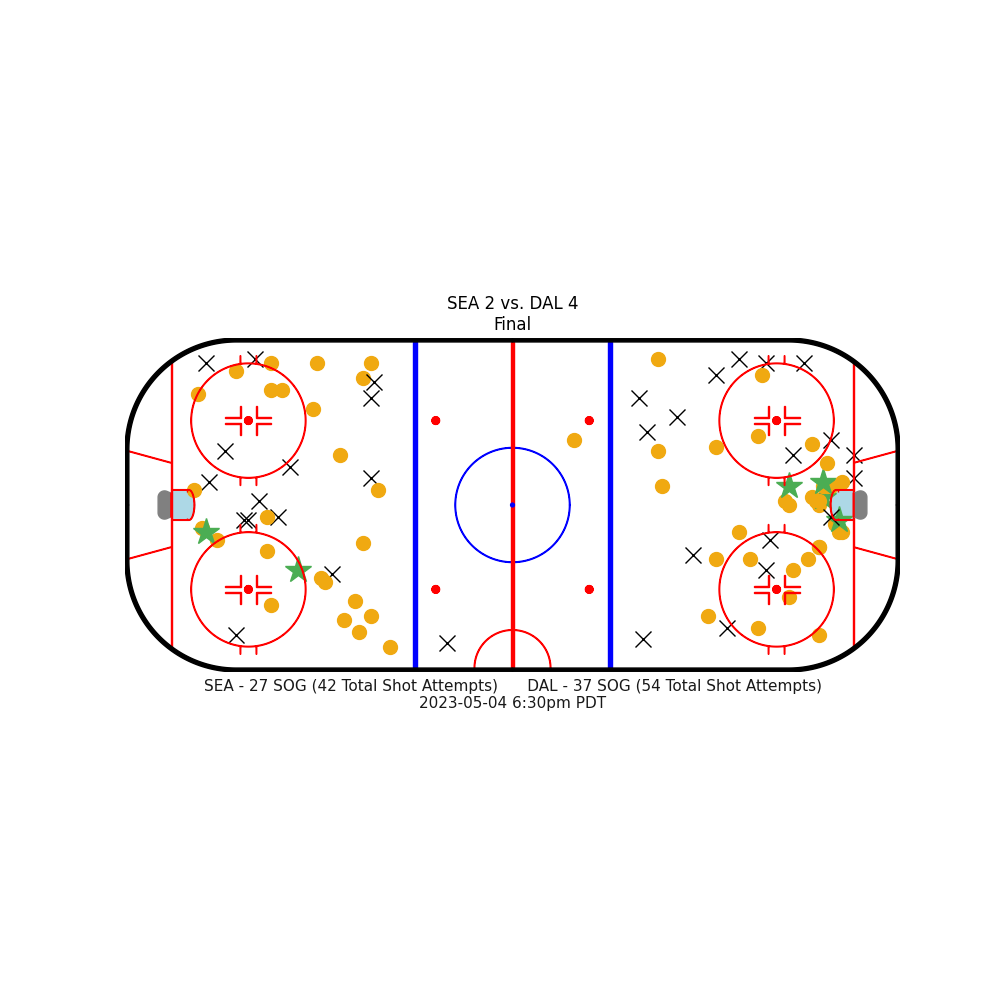 SEA 2 vs. DAL 4
Final
SEA - 27 SOG (42 Total Shot Attempts) DAL - 37 SOG (54 Total Shot Attempts)
2023-05-04 6:30pm PDT